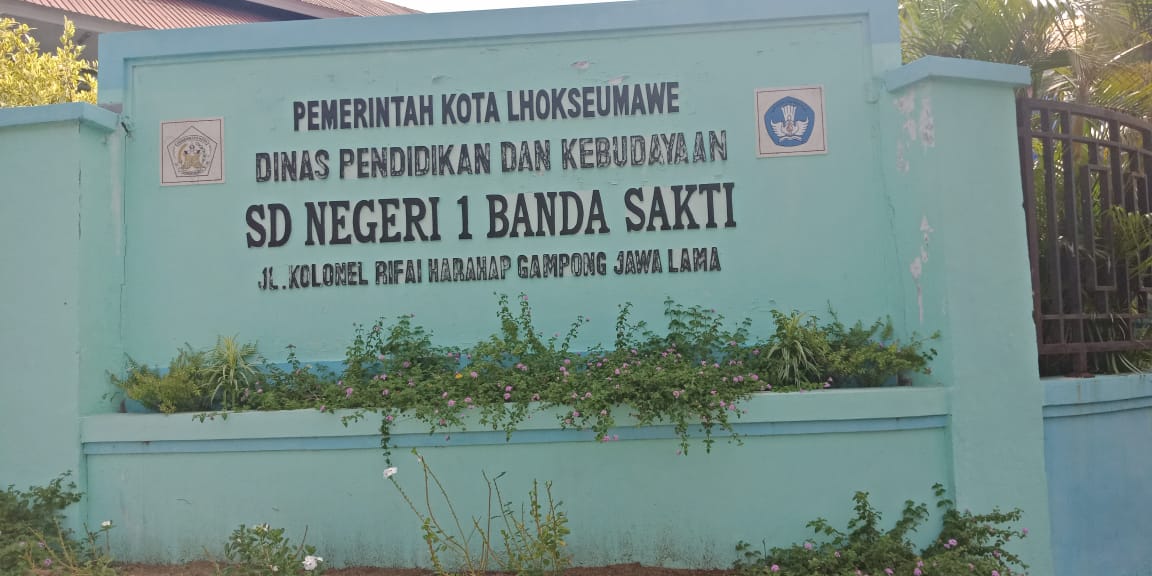 PEMERINTAH KOTA LHOKSEUMAWE
DINAS PENDIDIKAN DAN KEBUDAYAAN
SD NEGERI 1 BANDA SAKTI
JL..KOLONEL RIFAI HARAHAP GAMPONG JAWA LAMA